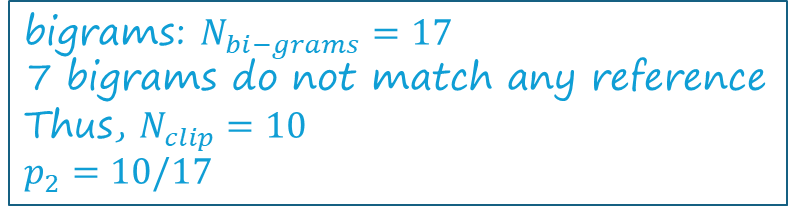 bigrams: N_{bi-grams} = 17
7 bigrams do not match any reference
Thus, N_{clip} = 10
p_2 = 10/17